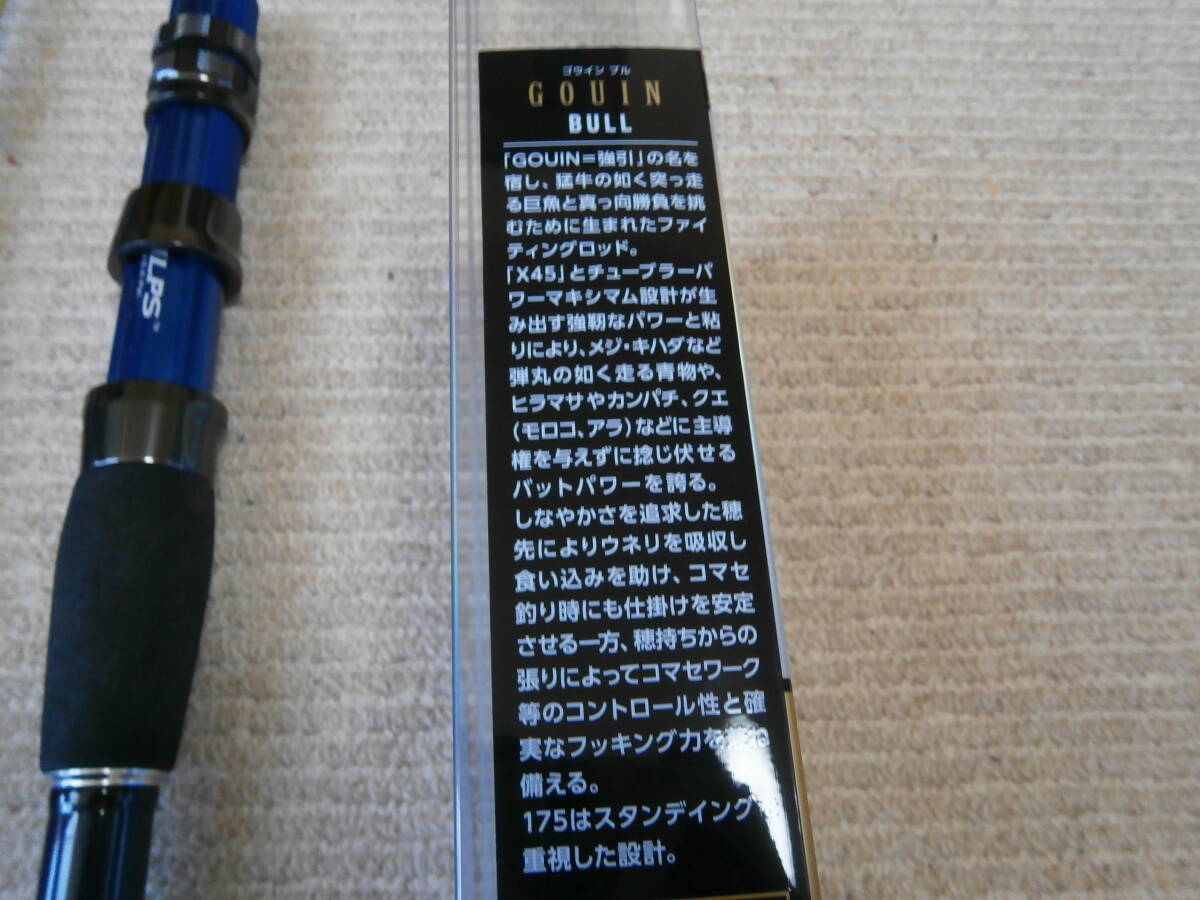 ゴウイン ブル
GOUIN
BULL
「GOUIN=強引」の名を
宿し、猛牛の如く突っ走
る巨魚と真っ向勝負を挑
むために生まれたファイ
ティングロッド。
「X45」とチューブラーパ
ワーマキシマム設計が生
み出す強靭なパワーと粘
りにより、メジ・キハダなど
弾丸の如く走る青物や、
ヒラマサやカンパチ、クエ
(モロコ、アラ)などに主導
権を与えずに捻じ伏せる
バットパワーを誇る。
しなやかさを追求した穂
先によりウネリを吸収し
食い込みを助け、コマセ
釣り時にも仕掛けを安定
させる一方、穂持ちからの
張りによってコマセワーク
等のコントロール性と確
実なフッキング力を
備える。
175はスタンデイング
重視した設計。
LPS